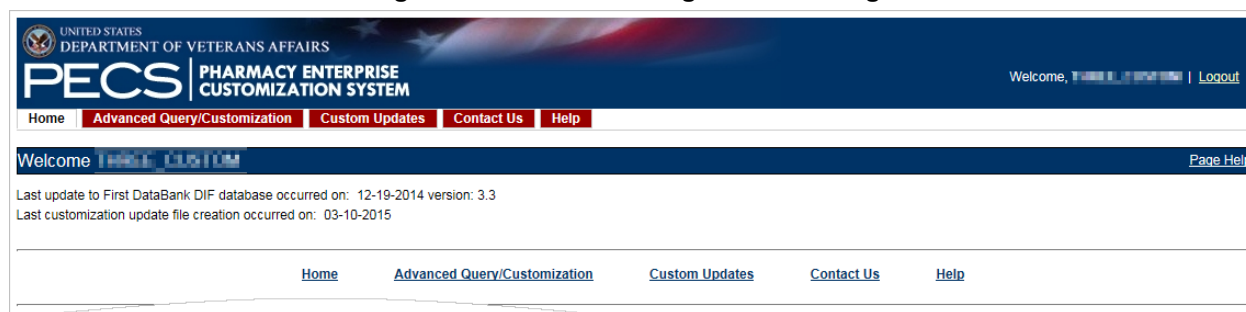 UNITED STATES
DEPARTMENT OF VETERANS AFFAIRS
PECS PHARMACY ENTERPRISE
CUSTOMIZATION SYSTEM
Welcome, | Logout
Home Advanced Query/Customization Custom Updates Contact Us Help
Welcome
Page Help
Last update to First DataBank DIF database occurred on: 12-19-2014 version: 3.3
Last customization update file creation occurred on: 03-10-2015
Home Advanced Query/Customization Custom Updates Contact Us Help